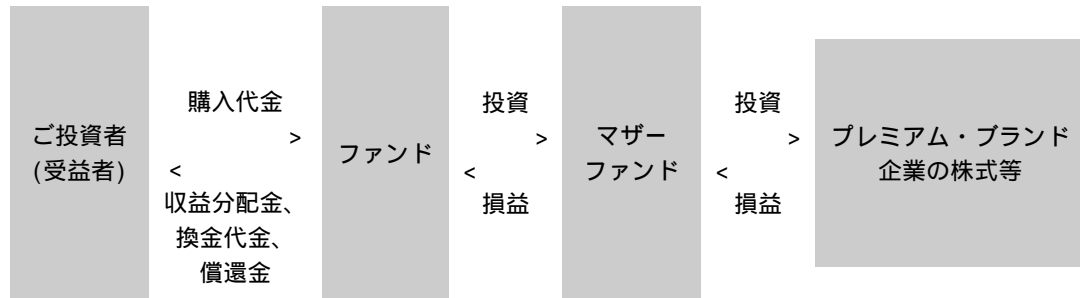 ご投資者
(受益者)
購入代金
>
<
収益分配金、
換金代金、
償還金
ファンド
投資
>
<
損益
マザー
ファンド
投資
>
<
損益
プレミアム・ブランド
企業の株式等